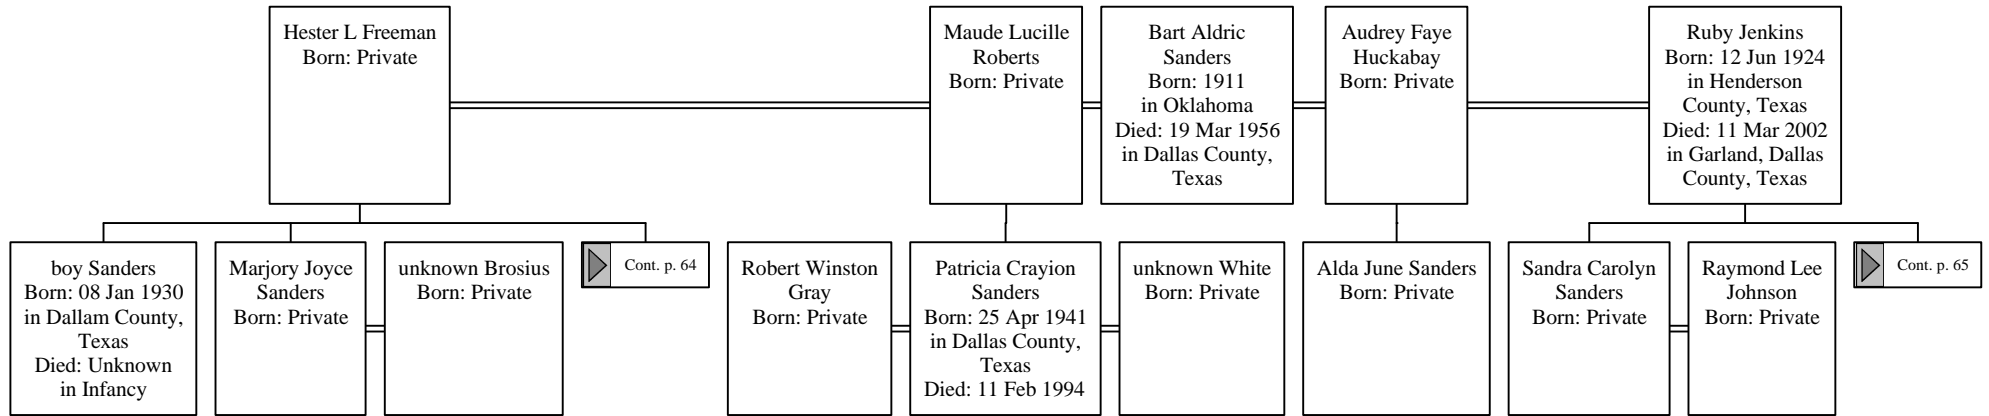 Hester L Freeman
Born: Private
Maude Lucille
Roberts
Born: Private
Bart Aldric
Sanders
Born: 1911
in Oklahoma
Died: 19 Mar 1956
in Dallas County,
Texas
Audrey Faye
Huckabay
Born: Private
Ruby Jenkins
Born: 12 Jun 1924
in Henderson
County, Texas
Died: 11 Mar 2002
in Garland, Dallas
County, Texas
boy Sanders
Born: 08 Jan 1930
in Dallam County,
Texas
Died: Unknown
in Infancy
Marjory Joyce
Sanders
Born: Private
unknown Brosius
Born: Private
Cont. p. 64
Robert Winston
Gray
Born: Private
Patricia Crayion
Sanders
Born: 25 Apr 1941
in Dallas County,
Texas
Died: 11 Feb 1994
unknown White
Born: Private
Alda June Sanders
Born: Private
Sandra Carolyn
Sanders
Born: Private
Raymond Lee
Johnson
Born: Private
Cont. p. 65